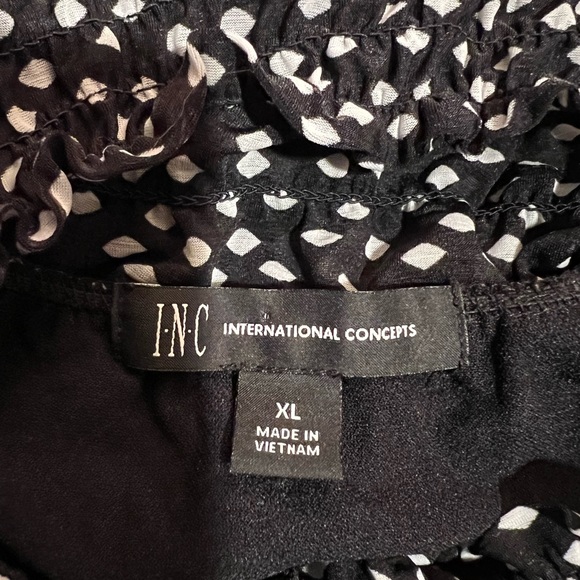 I·N·C INTERNATIONAL CONCEPTS
XL
MADE IN
VIETNAM